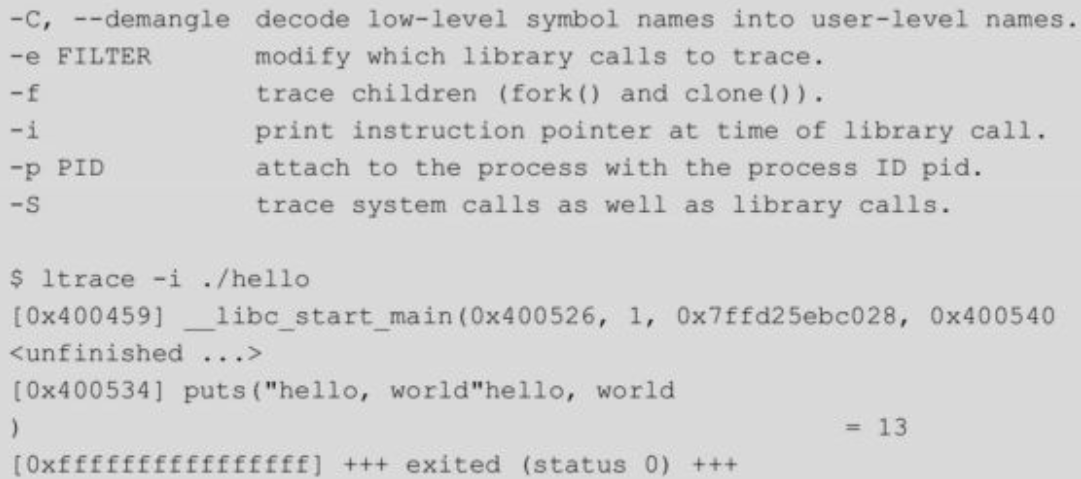 -C, --demangle decode low-level symbol names into user-level names.
-e FILTER modify which library calls to trace.
-f trace children (fork() and clone()).
-i print instruction pointer at time of library call.
-p PID attach to the process with the process ID pid.
-S trace system calls as well as library calls.
$ ltrace -i ./hello
[0x400459] __libc_start_main(0x400526, 1, 0x7ffd25ebc028, 0x400540
<unfinished ...>
[0x400534] puts("hello, world"hello, world
) = 13
[0xffffffffffffffff] +++ exited (status 0) +++